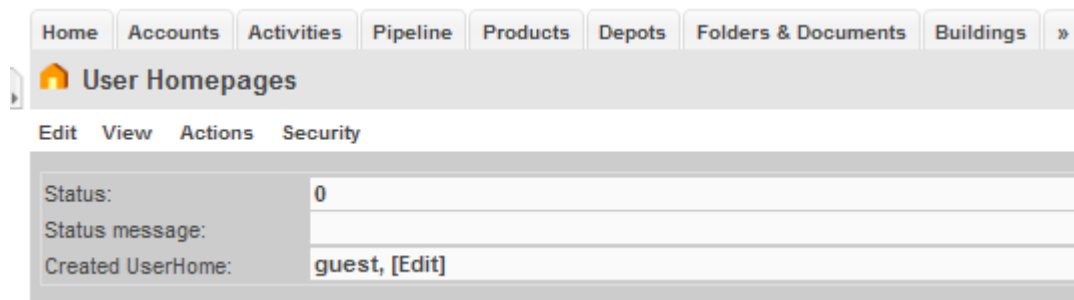 Home Accounts Activities Pipeline Products Depots Folders & Documents Buildings »
User Homepages
Edit View Actions Security
Status: 0
Status message:
Created UserHome: guest, [Edit]